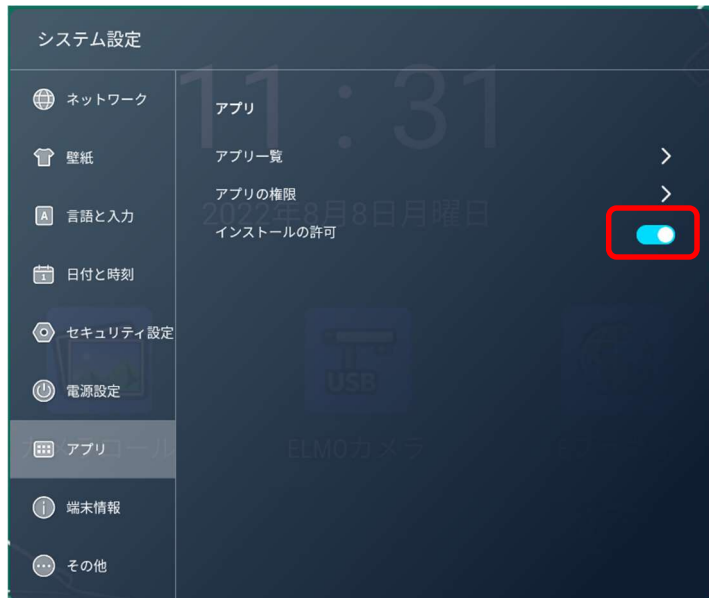 システム設定
ネットワーク
壁紙
言語と入力
日付と時刻
セキュリティ設定
電源設定
アプリ
端末情報
その他
アプリ
アプリ一覧
アプリの権限
インストールの許可
11:31
2022年8月8日月曜日
USB
ELMOカメラ